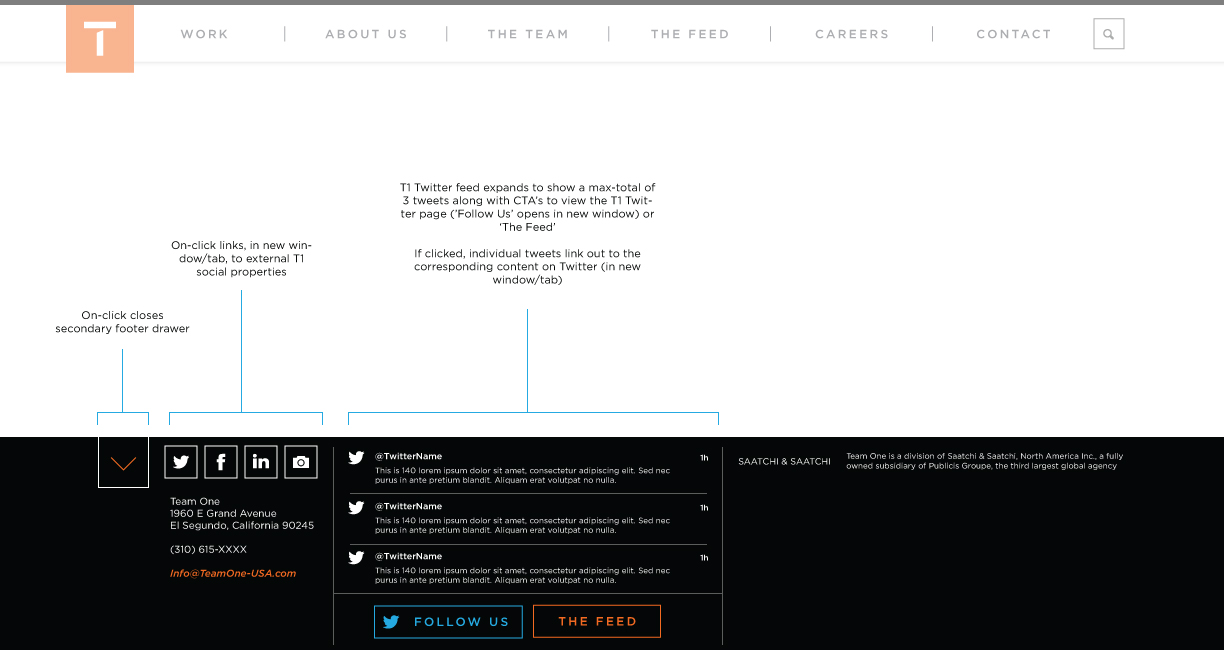 T
WORK
ABOUT US
THE TEAM
THE FEED
CAREERS
CONTACT
T1 Twitter feed expands to show a max-total of
3 tweets along with CTA's to view the T1 Twit-
ter page ('Follow Us' opens in new window) or
'The Feed'
If clicked, individual tweets link out to the
corresponding content on Twitter (in new
window/tab)
On-click links, in new win-
dow/tab, to external T1
social properties
On-click closes
secondary footer drawer
f
in
Team One
1960 E Grand Avenue
El Segundo, California 90245
(310) 615-XXXX
Info@TeamOne-USA.com
@TwitterName
1h
This is 140 lorem ipsum dolor sit amet, consectetur adipiscing elit. Sed nec
purus in ante pretium blandit. Aliquam erat volutpat no nulla.
@TwitterName
1h
This is 140 lorem ipsum dolor sit amet, consectetur adipiscing elit. Sed nec
purus in ante pretium blandit. Aliquam erat volutpat no nulla.
@TwitterName
1h
This is 140 lorem ipsum dolor sit amet, consectetur adipiscing elit. Sed nec
purus in ante pretium blandit. Aliquam erat volutpat no nulla.
FOLLOW US
THE FEED
SAATCHI & SAATCHI
Team One is a division of Saatchi & Saatchi, North America Inc., a fully
owned subsidiary of Publicis Groupe, the third largest global agency